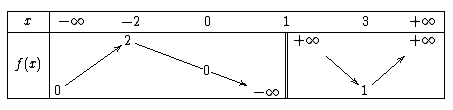 x −∞ −2 0 1 3 +∞
2 +∞ +∞
f(x) 0
0 −∞ 1